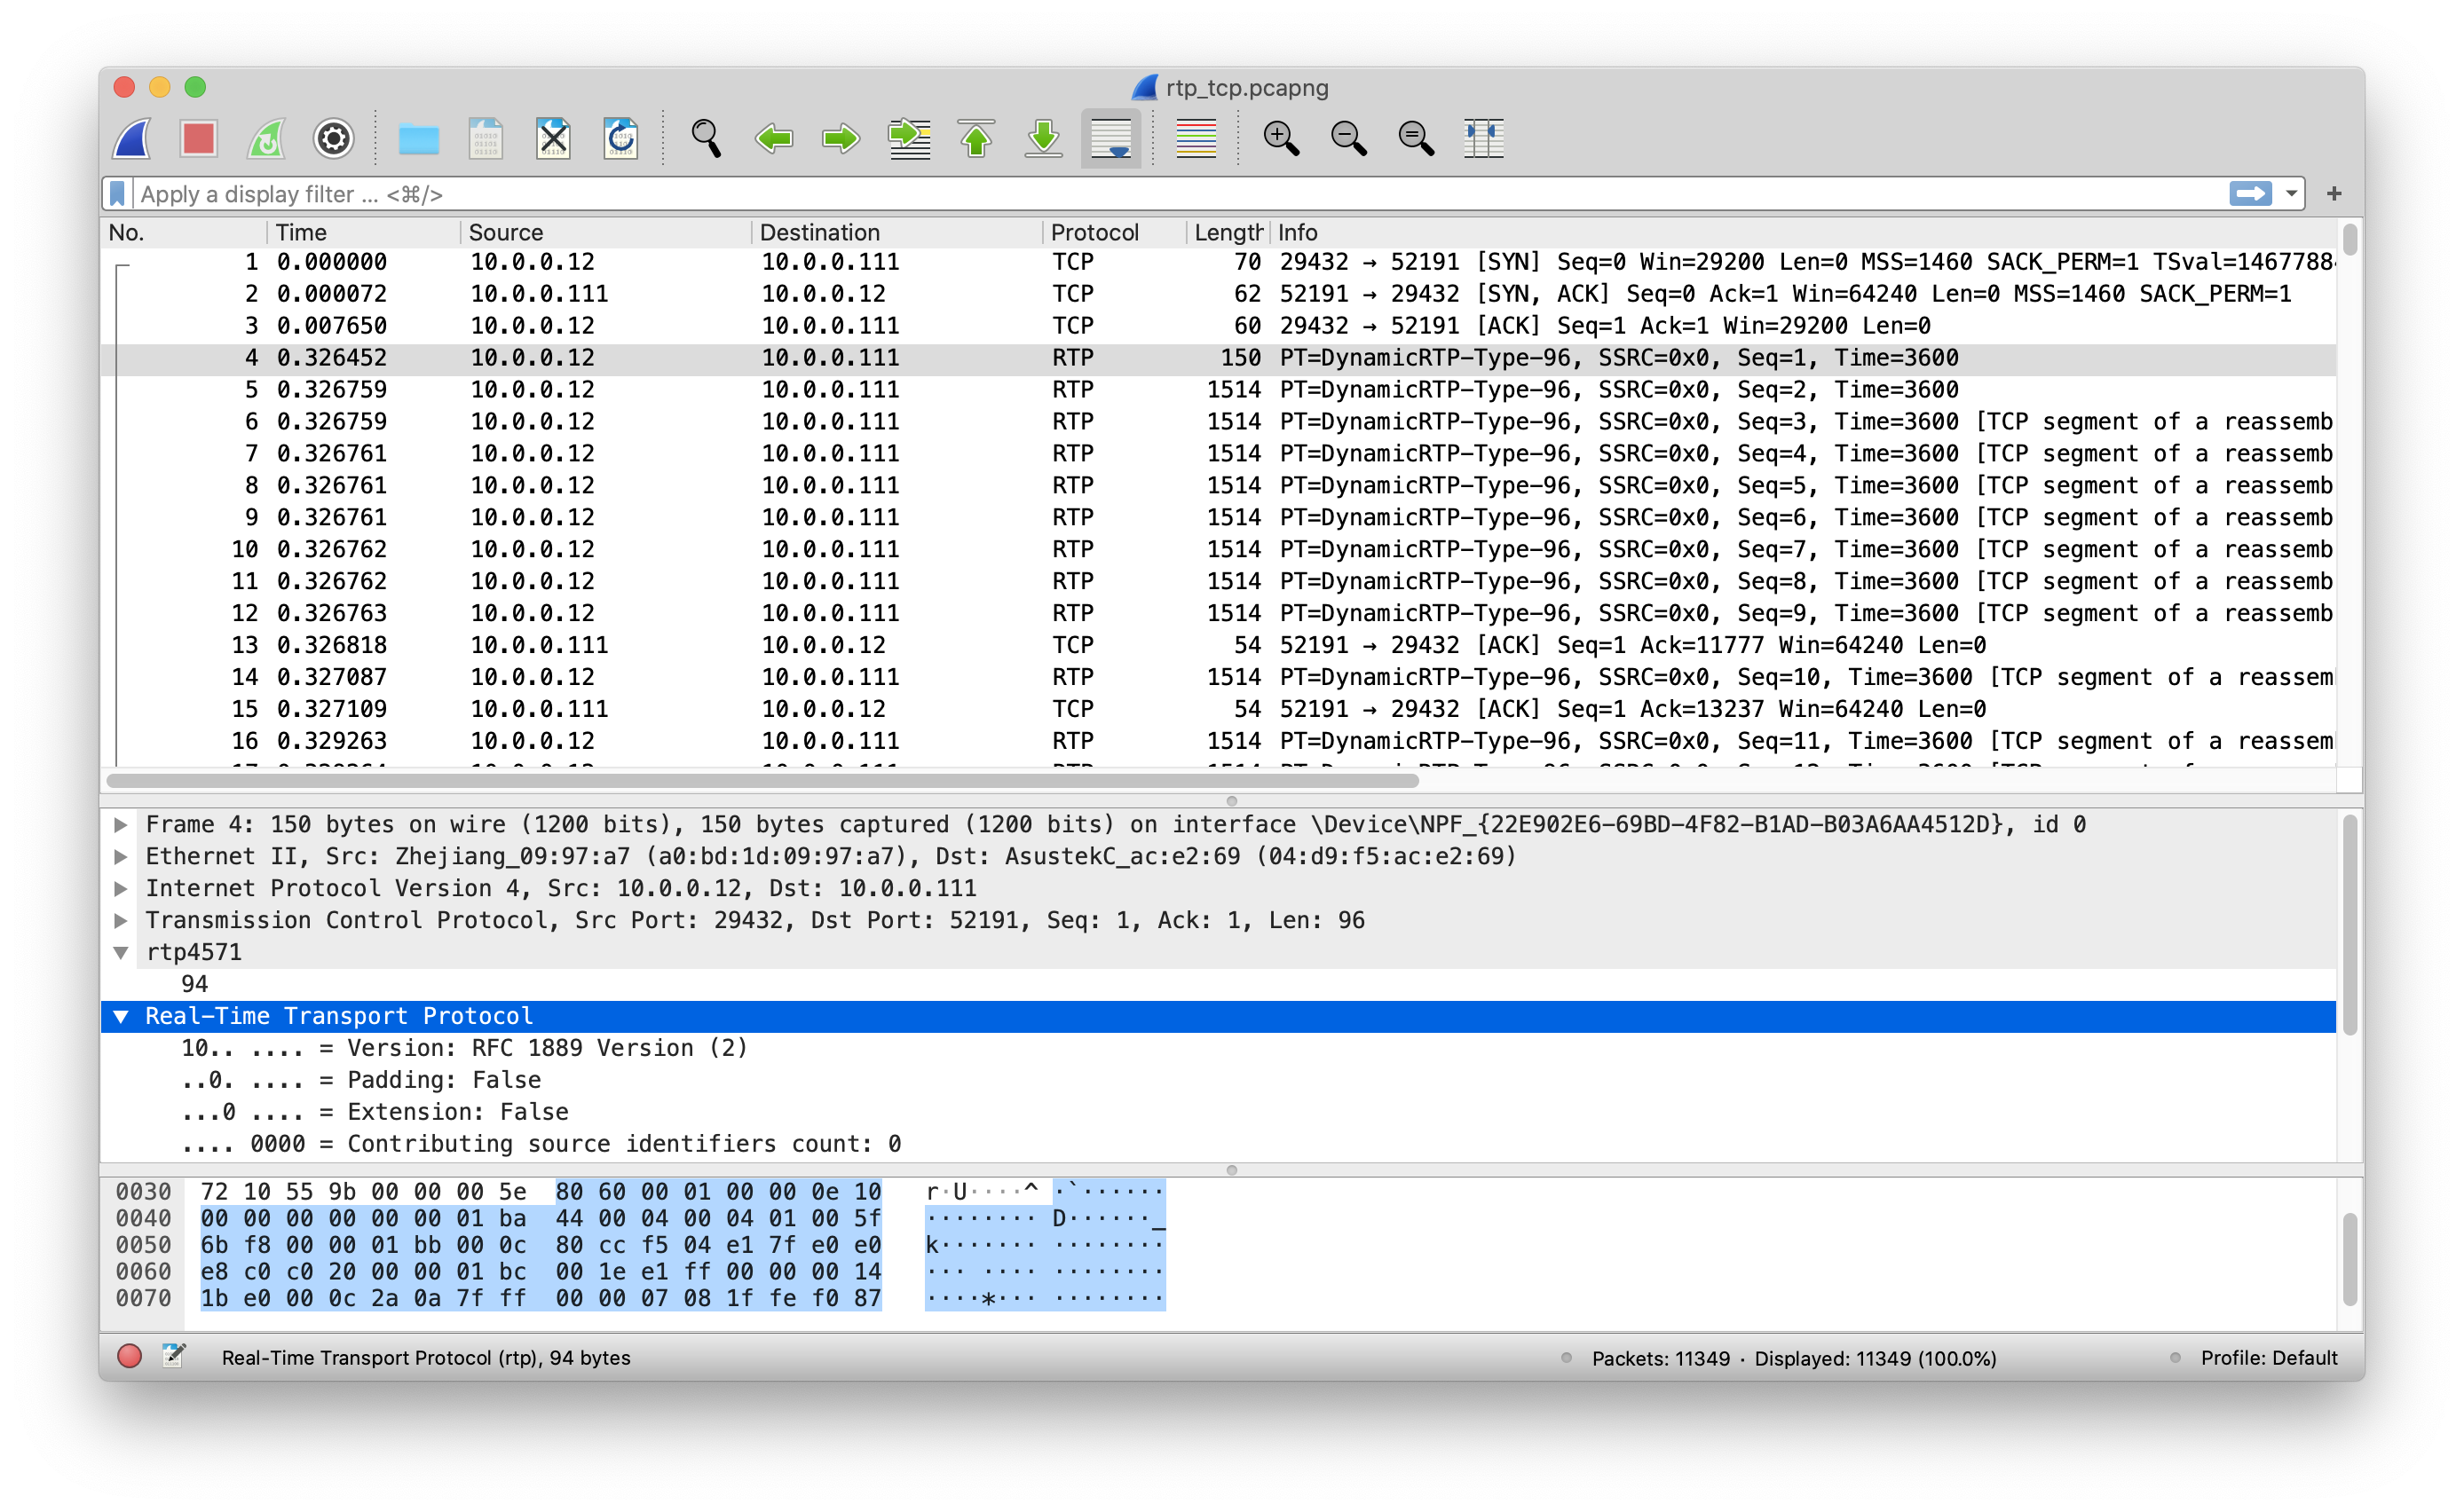 rtp_tcp.pcapng
Apply a display filter ... <⌘/>
No. Time Source Destination Protocol Length Info
1 0.000000 10.0.0.12 10.0.0.111 TCP 70 29432 → 52191 [SYN] Seq=0 Win=29200 Len=0 MSS=1460 SACK_PERM=1 TSval=1467788
2 0.000072 10.0.0.111 10.0.0.12 TCP 62 52191 → 29432 [SYN, ACK] Seq=0 Ack=1 Win=64240 Len=0 MSS=1460 SACK_PERM=1
3 0.007650 10.0.0.12 10.0.0.111 TCP 60 29432 → 52191 [ACK] Seq=1 Ack=1 Win=29200 Len=0
4 0.326452 10.0.0.12 10.0.0.111 RTP 150 PT=DynamicRTP-Type-96, SSRC=0x0, Seq=1, Time=3600
5 0.326759 10.0.0.12 10.0.0.111 RTP 1514 PT=DynamicRTP-Type-96, SSRC=0x0, Seq=2, Time=3600
6 0.326759 10.0.0.12 10.0.0.111 RTP 1514 PT=DynamicRTP-Type-96, SSRC=0x0, Seq=3, Time=3600 [TCP segment of a reassemb
7 0.326761 10.0.0.12 10.0.0.111 RTP 1514 PT=DynamicRTP-Type-96, SSRC=0x0, Seq=4, Time=3600 [TCP segment of a reassemb
8 0.326761 10.0.0.12 10.0.0.111 RTP 1514 PT=DynamicRTP-Type-96, SSRC=0x0, Seq=5, Time=3600 [TCP segment of a reassemb
9 0.326761 10.0.0.12 10.0.0.111 RTP 1514 PT=DynamicRTP-Type-96, SSRC=0x0, Seq=6, Time=3600 [TCP segment of a reassemb
10 0.326762 10.0.0.12 10.0.0.111 RTP 1514 PT=DynamicRTP-Type-96, SSRC=0x0, Seq=7, Time=3600 [TCP segment of a reassemb
11 0.326762 10.0.0.12 10.0.0.111 RTP 1514 PT=DynamicRTP-Type-96, SSRC=0x0, Seq=8, Time=3600 [TCP segment of a reassemb
12 0.326763 10.0.0.12 10.0.0.111 RTP 1514 PT=DynamicRTP-Type-96, SSRC=0x0, Seq=9, Time=3600 [TCP segment of a reassemb
13 0.326818 10.0.0.111 10.0.0.12 TCP 54 52191 → 29432 [ACK] Seq=1 Ack=11777 Win=64240 Len=0
14 0.327087 10.0.0.12 10.0.0.111 RTP 1514 PT=DynamicRTP-Type-96, SSRC=0x0, Seq=10, Time=3600 [TCP segment of a reassem
15 0.327109 10.0.0.111 10.0.0.12 TCP 54 52191 → 29432 [ACK] Seq=1 Ack=13237 Win=64240 Len=0
16 0.329263 10.0.0.12 10.0.0.111 RTP 1514 PT=DynamicRTP-Type-96, SSRC=0x0, Seq=11, Time=3600 [TCP segment of a reassem
Frame 4: 150 bytes on wire (1200 bits), 150 bytes captured (1200 bits) on interface \Device\NPF_{22E902E6-69BD-4F82-B1AD-B03A6AA4512D}, id 0
Ethernet II, Src: Zhejiang_09:97:a7 (a0:bd:1d:09:97:a7), Dst: AsustekC_ac:e2:69 (04:d9:f5:ac:e2:69)
Internet Protocol Version 4, Src: 10.0.0.12, Dst: 10.0.0.111
Transmission Control Protocol, Src Port: 29432, Dst Port: 52191, Seq: 1, Ack: 1, Len: 96
rtp4571
94
Real-Time Transport Protocol
10.. .... = Version: RFC 1889 Version (2)
..0. .... = Padding: False
...0 .... = Extension: False
.... 0000 = Contributing source identifiers count: 0
0030 72 10 55 9b 00 00 00 5e 80 60 00 01 00 00 0e 10 r·U····^ ·`······
0040 00 00 00 00 00 00 01 ba 44 00 04 00 04 01 00 5f ········ D······_
0050 6b f8 00 00 01 bb 00 0c 80 cc f5 04 e1 7f e0 e0 k······· ········
0060 e8 c0 c0 20 00 00 01 bc 00 1e e1 ff 00 00 00 14 ··· ···· ········
0070 1b e0 00 0c 2a 0a 7f ff 00 00 07 08 1f fe f0 87 ····*··· ········
Real-Time Transport Protocol (rtp), 94 bytes Packets: 11349 · Displayed: 11349 (100.0%) Profile: Default